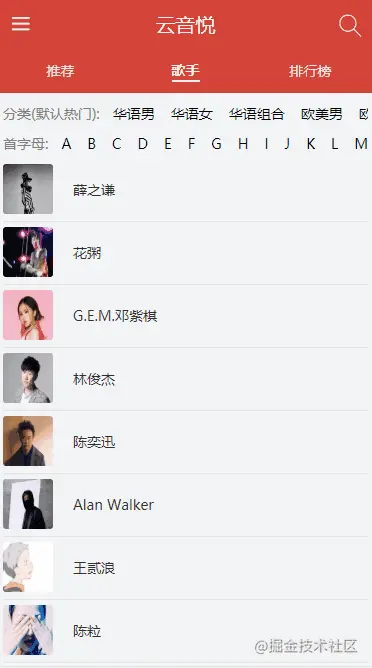 云音悦
推荐 歌手 排行榜
分类(默认热门): 华语男 华语女 华语组合 欧美男
首字母: A B C D E F G H I J K L M
薛之谦
花粥
G.E.M.邓紫棋
林俊杰
陈奕迅
Alan Walker
王贰浪
陈粒
@掘金技术社区